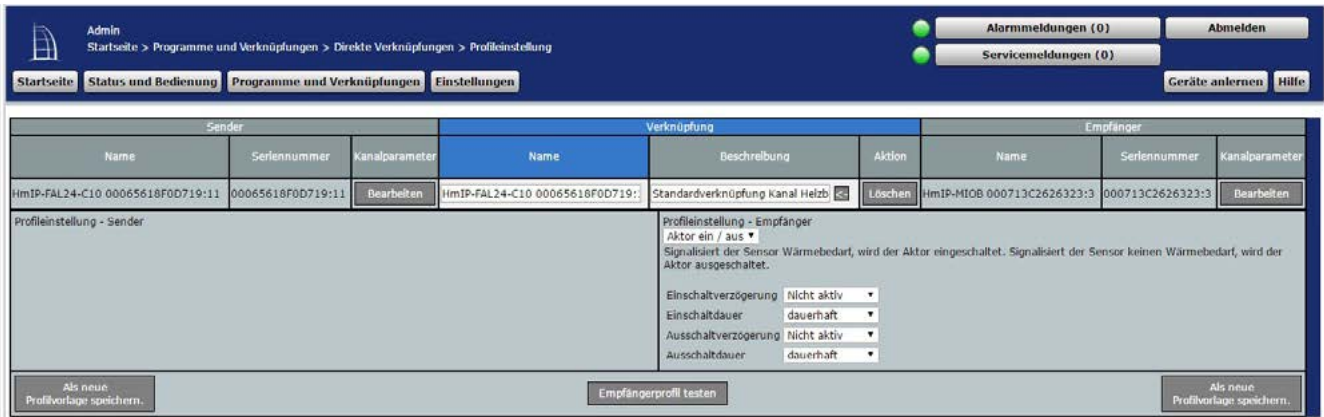 Admin
Startseite > Programme und Verknüpfungen > Direkte Verknüpfungen > Profileinstellung
Alarmmeldungen (0)
Abmelden
Servicemeldungen (0)
Startseite
Status und Bedienung
Programme und Verknüpfungen
Einstellungen
Geräte anlernen
Hilfe
Sender
Verknüpfung
Empfänger
Name
Seriennummer
Kanalparameter
Name
Beschreibung
Aktion
Name
Seriennummer
Kanalparameter
HmIP-FAL24-C10 00065618F0D719:11
00065618F0D719:11
Bearbeiten
HmIP-FAL24-C10 00065618F0D719:
Standardverknüpfung Kanal Heizb
<-
Löschen
HmIP-MIOB 000713C2626323:3
000713C2626323:3
Bearbeiten
Profileinstellung - Sender
Profileinstellung - Empfänger
Aktor ein / aus
Signalisiert der Sensor Wärmebedarf, wird der Aktor eingeschaltet. Signalisiert der Sensor keinen Wärmebedarf, wird der
Aktor ausgeschaltet.
Einschaltverzögerung Nicht aktiv
Einschaltdauer dauerhaft
Ausschaltverzögerung Nicht aktiv
Ausschaltdauer dauerhaft
Als neue
Profilvorlage speichern.
Empfängerprofil testen
Als neue
Profilvorlage speichern.